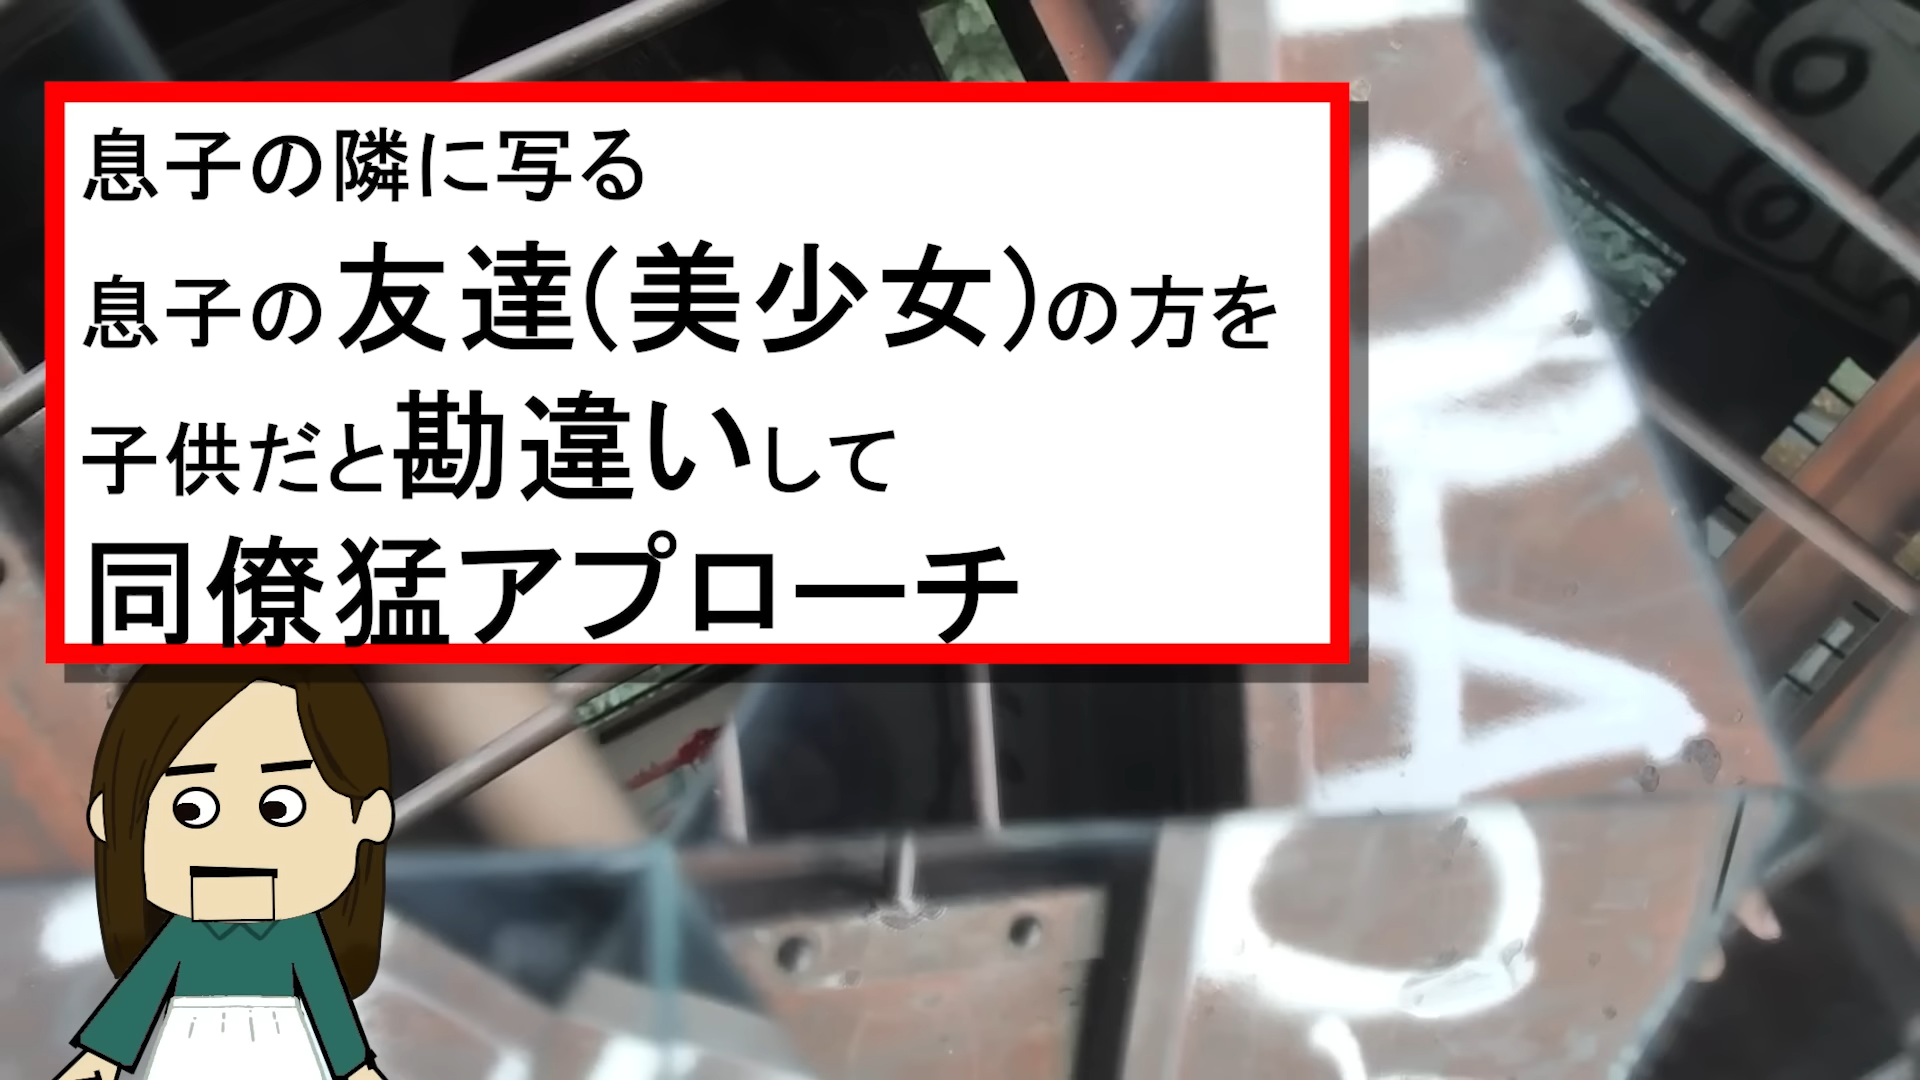 息子の隣に写る
息子の友達(美少女)の方を
子供だと勘違いして
同僚猛アプローチ